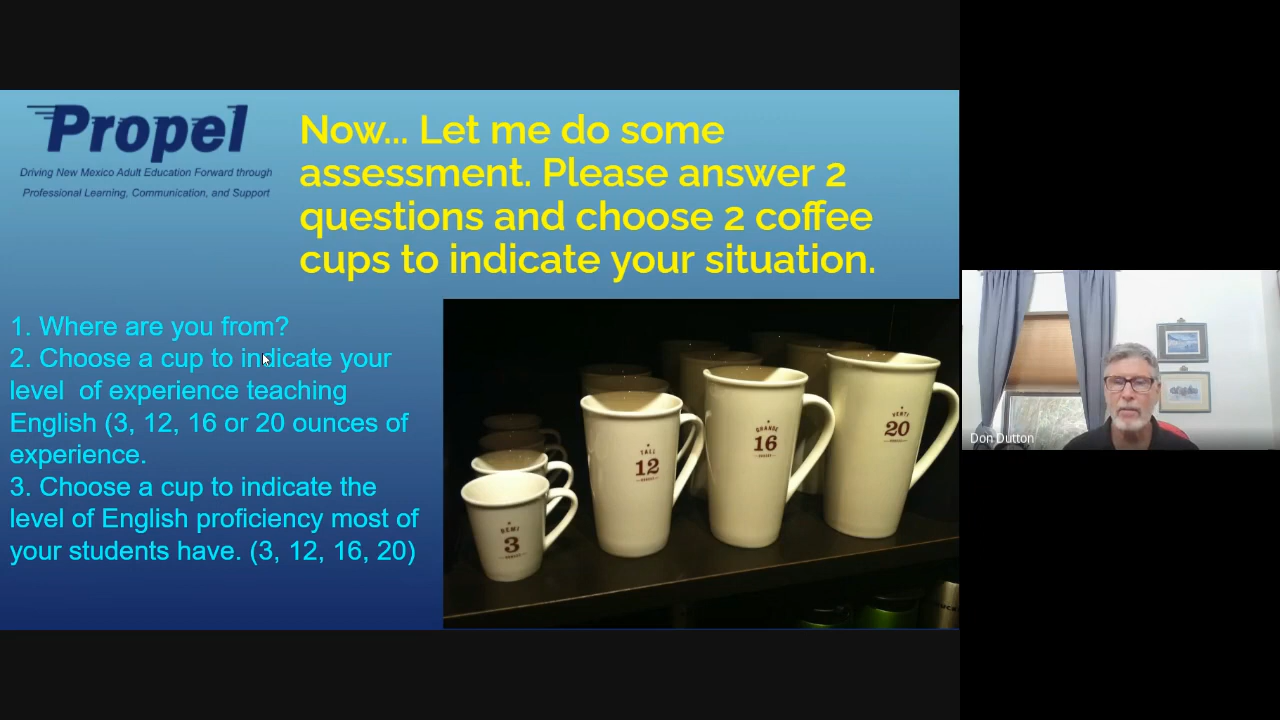 Propel
Driving New Mexico Adult Education Forward through
Professional Learning, Communication, and Support
Now... Let me do some
assessment. Please answer 2
questions and choose 2 coffee
cups to indicate your situation.
1. Where are you from?
2. Choose a cup to indicate your
level of experience teaching
English (3, 12, 16 or 20 ounces of
experience.
3. Choose a cup to indicate the
level of English proficiency most of
your students have. (3, 12, 16, 20)
DEMI
3
TALL
12
GRANDE
16
VENTI
20
Don Dutton